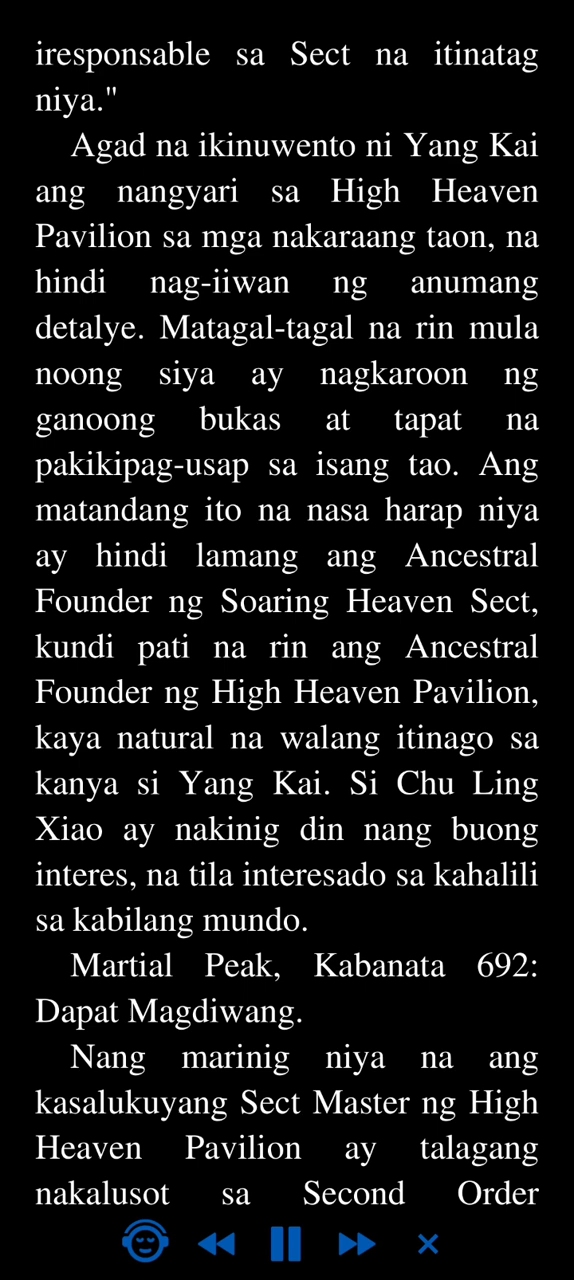 iresponsable sa Sect na itinatag
niya."
Agad na ikinuwento ni Yang Kai
ang nangyari sa High Heaven
Pavilion sa mga nakaraang taon, na
hindi nag-iiwan ng anumang
detalye. Matagal-tagal na rin mula
noong siya ay nagkaroon ng
ganoong bukas at tapat na
pakikipag-usap sa isang tao. Ang
matandang ito na nasa harap niya
ay hindi lamang ang Ancestral
Founder ng Soaring Heaven Sect,
kundi pati na rin ang Ancestral
Founder ng High Heaven Pavilion,
kaya natural na walang itinago sa
kanya si Yang Kai. Si Chu Ling
Xiao ay nakinig din nang buong
interes, na tila interesado sa kahalili
sa kabilang mundo.
Martial Peak, Kabanata 692:
Dapat Magdiwang.
Nang marinig niya na ang
kasalukuyang Sect Master ng High
Heaven Pavilion ay talagang
nakalusot sa Second Order